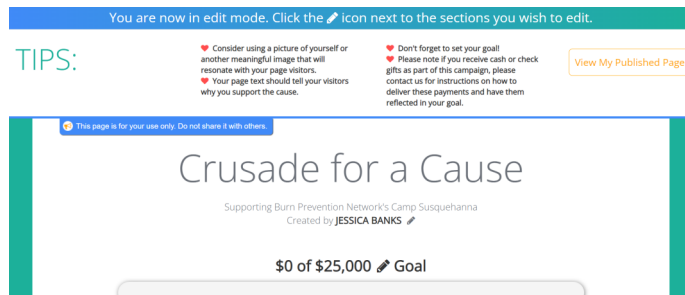 You are now in edit mode. Click the icon next to the sections you wish to edit.
TIPS:
Consider using a picture of yourself or
another meaningful image that will
resonate with your page visitors.
Your page text should tell your visitors
why you support the cause.
Don't forget to set your goal!
Please note if you receive cash or check
gifts as part of this campaign, please
contact us for instructions on how to
deliver these payments and have them
reflected in your goal.
View My Published Page
This page is for your use only. Do not share it with others.
Crusade for a Cause
Supporting Burn Prevention Network's Camp Susquehanna
Created by JESSICA BANKS
$0 of $25,000 Goal